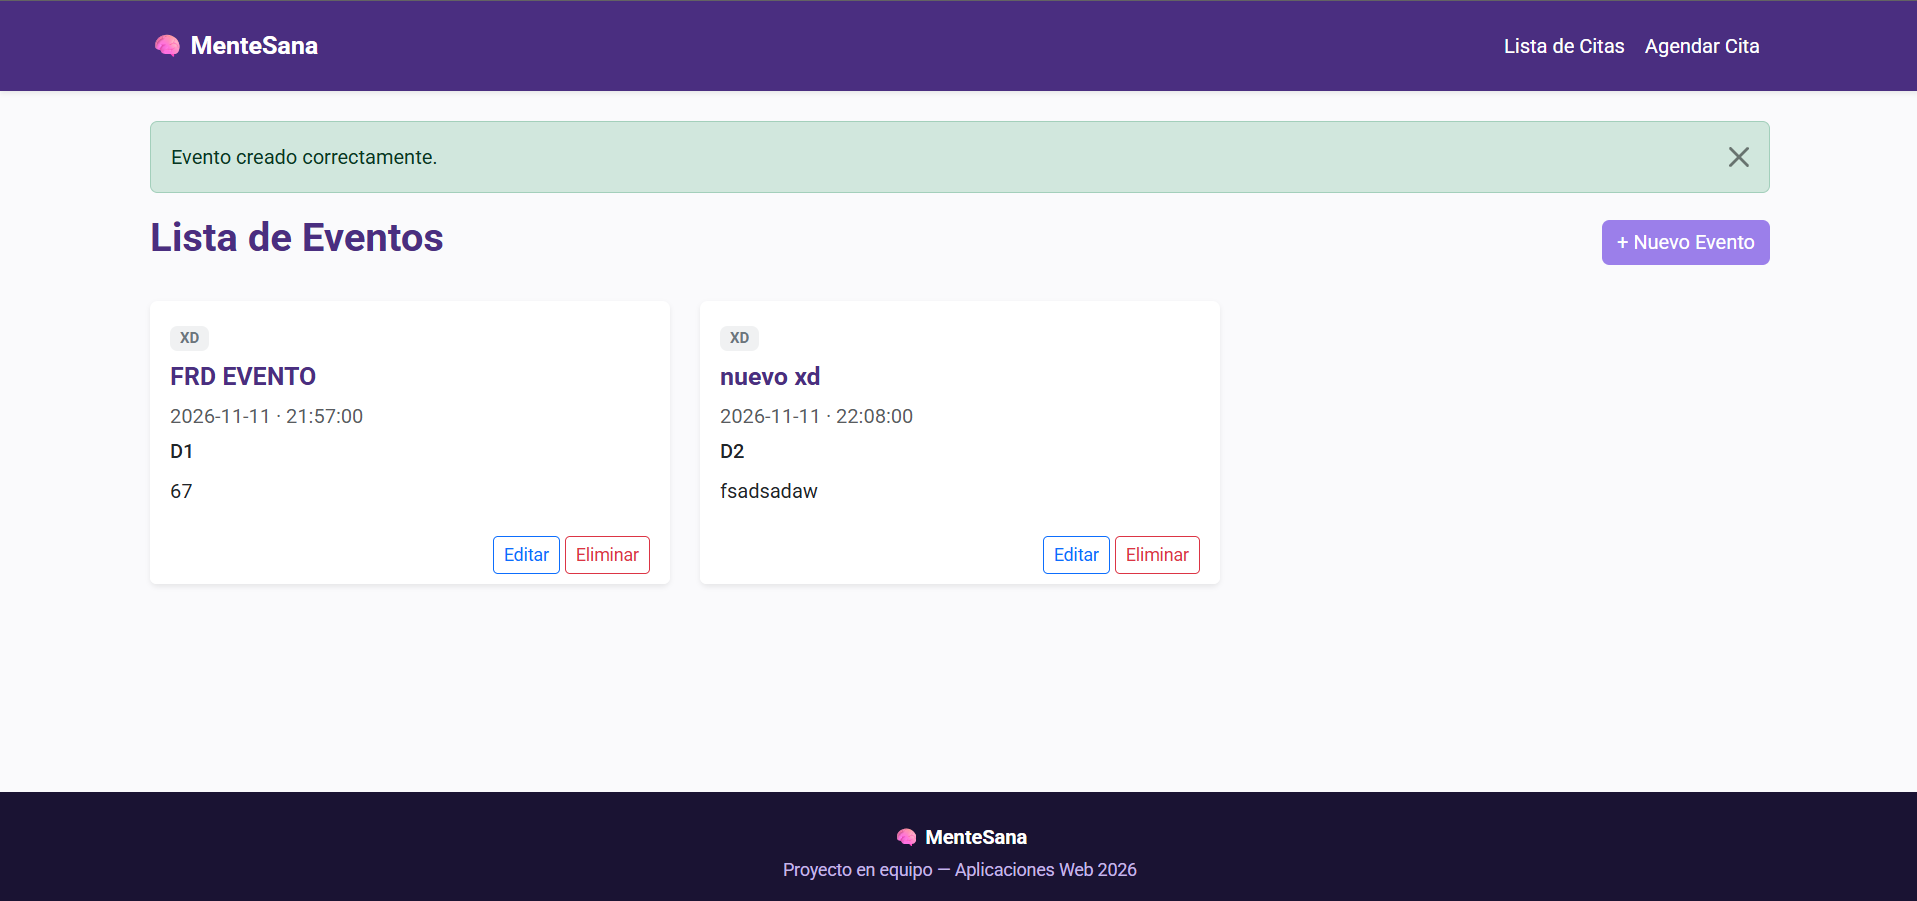 MenteSana
Lista de Citas
Agendar Cita
Evento creado correctamente.
Lista de Eventos
+ Nuevo Evento
XD
FRD EVENTO
2026-11-11 · 21:57:00
D1
67
Editar
Eliminar
XD
nuevo xd
2026-11-11 · 22:08:00
D2
fsadsadaw
Editar
Eliminar
MenteSana
Proyecto en equipo — Aplicaciones Web 2026